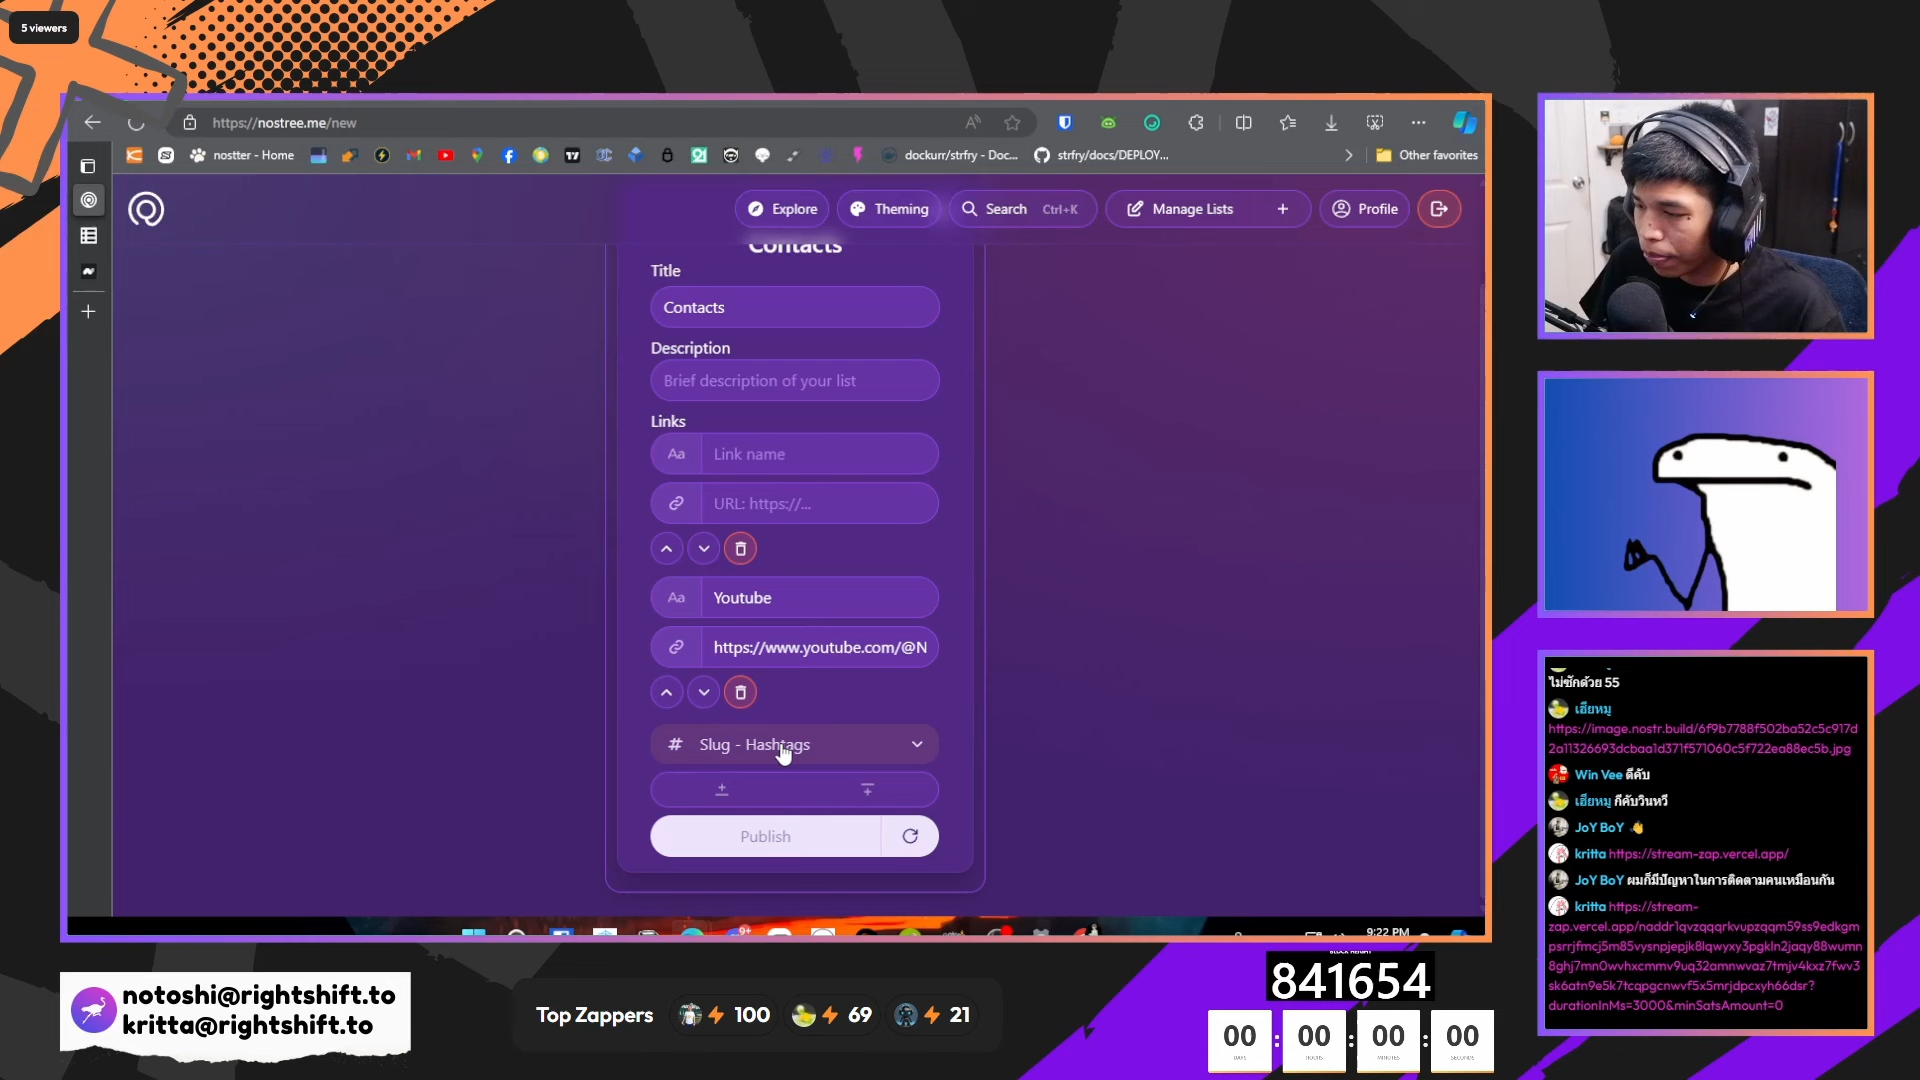 5 viewers
https://nostree.me/new
nostter - Home
dockurr/strfry - Doc...
strfry/docs/DEPLOY...
Other favorites
Explore
Theming
Search Ctrl+K
Manage Lists
Profile
Contacts
Title
Contacts
Description
Brief description of your list
Links
Aa Link name
URL: https://...
Aa Youtube
https://www.youtube.com/@N
# Slug - Hashtags
Publish
9:22 PM
ไม่ซักด้วย 55
เฮียหมู
https://image.nostr.build/6f9b7788f502ba52c5c917d
2a11326693dcbaa1d371f571060c5f722ea88ec5b.jpg
Win Vee ดีคับ
เฮียหมู กีคับวินหวี
JoY BoY 👋
kritta https://stream-zap.vercel.app/
JoY BoY ผมก็มีปัญหาในการติดตามคนเหมือนกัน
kritta https://stream-
zap.vercel.app/naddr1qvzqqqrkvupzqqm59ss9edkgm
psrrjfmcj5m85vysnpjepjk8lqwyxy3pgkln2jaqy88wumn
8ghj7mn0wvhxcmmv9uq32amnwvaz7tmjv4kxz7fwv3
sk6atn9e5k7tcqpgcnwvf5x5mrjdpcxyh66dsr?
durationInMs=3000&minSatsAmount=0
notoshi@rightshift.to
kritta@rightshift.to
Top Zappers 100 69 21
BLOCK HEIGHT
841654
00 : 00 : 00 : 00
DAYS HOURS MINUTES SECONDS